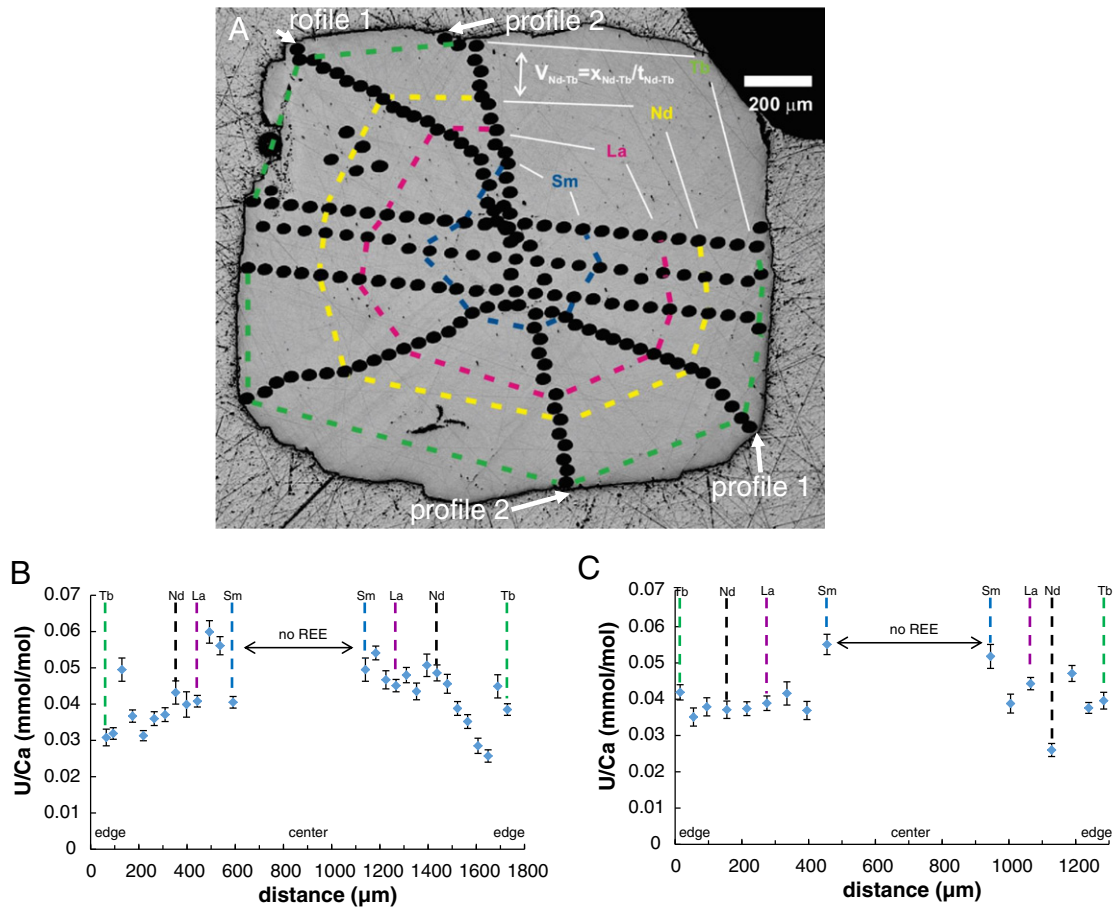 A
rofile 1
profile 2
V Nd-Tb=x Nd-Tb/t Nd-Tb
Tb
200 µm
Nd
La
Sm
profile 1
profile 2
B
0.07
0.06
0.05
0.04
0.03
0.02
0.01
0
U/Ca (mmol/mol)
Tb
Nd
La
Sm
Sm
La
Nd
Tb
no REE
edge
center
edge
0 200 400 600 800 1000 1200 1400 1600 1800
distance (µm)
C
0.07
0.06
0.05
0.04
0.03
0.02
0.01
0
U/Ca (mmol/mol)
Tb
Nd
La
Sm
Sm
La
Nd
Tb
no REE
edge
center
edge
0 200 400 600 800 1000 1200
distance (µm)